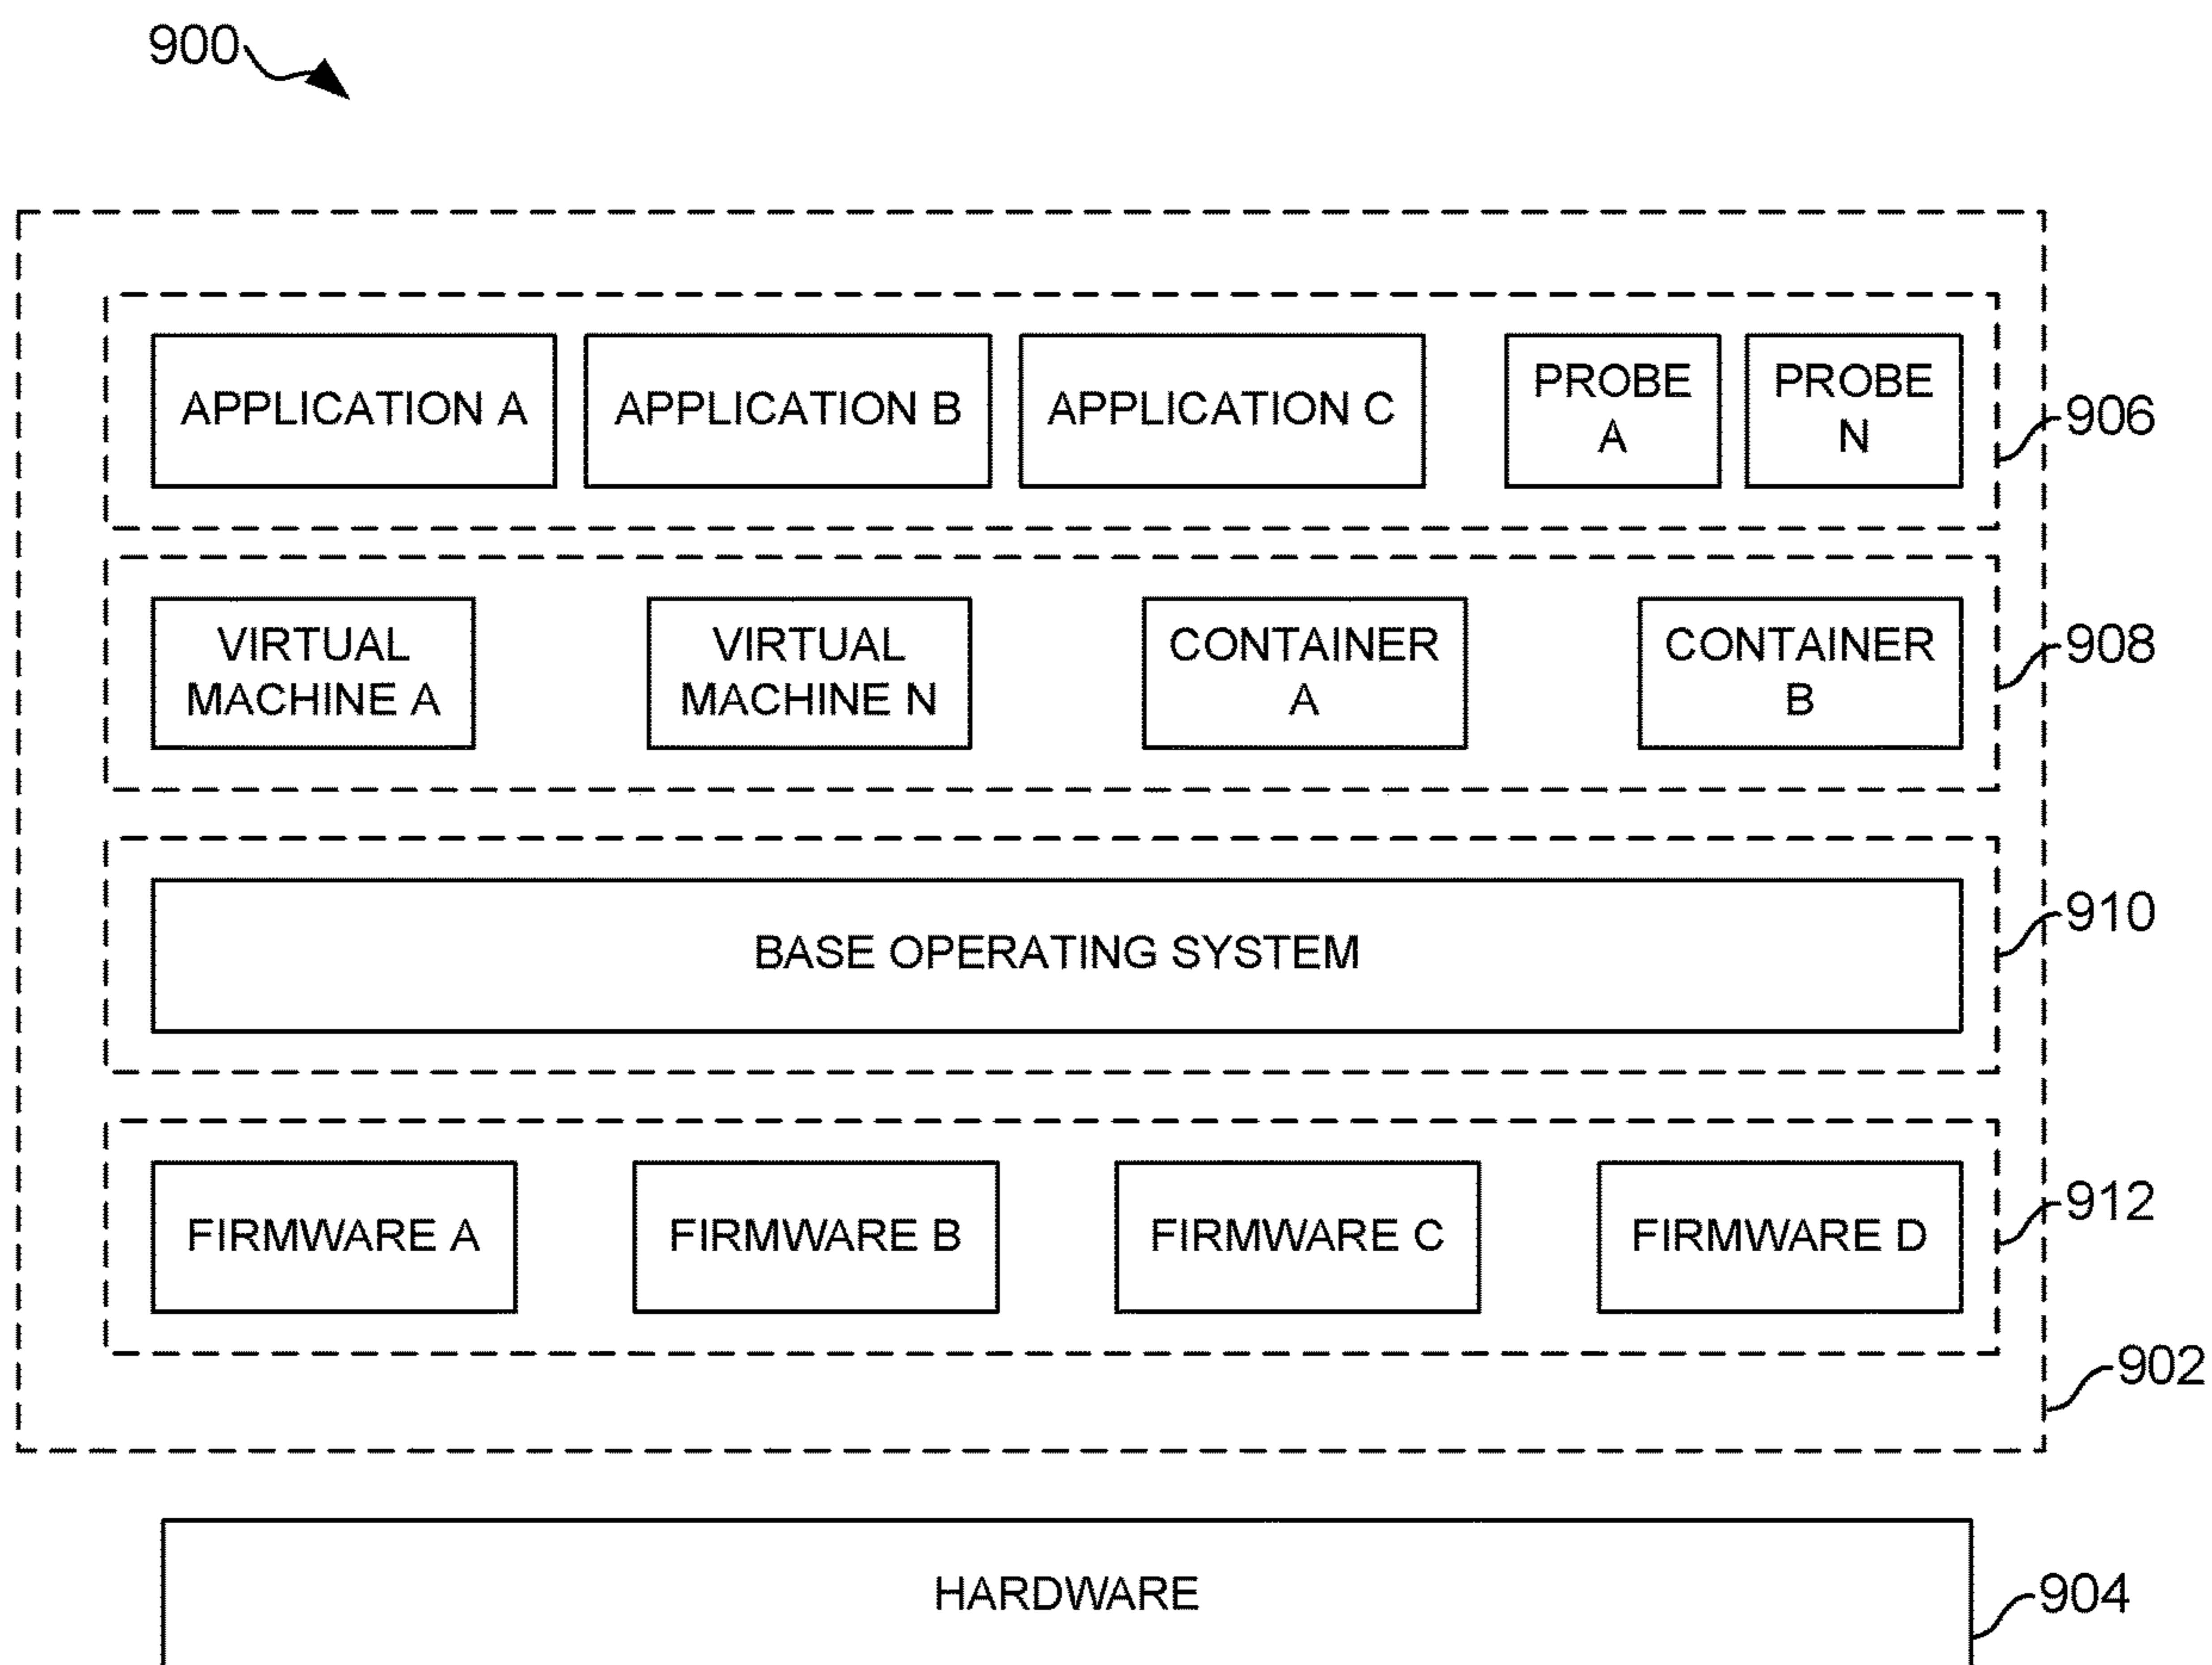 900
APPLICATION A
APPLICATION B
APPLICATION C
PROBE
A
PROBE
N
906
VIRTUAL
MACHINE A
VIRTUAL
MACHINE N
CONTAINER
A
CONTAINER
B
908
BASE OPERATING SYSTEM
910
FIRMWARE A
FIRMWARE B
FIRMWARE C
FIRMWARE D
912
902
HARDWARE
904